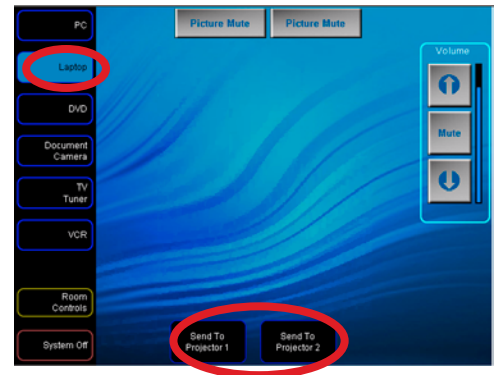 PC
Laptop
DVD
Document
Camera
TV
Tuner
VCR
Room
Controls
System Off
Picture Mute
Picture Mute
Volume
Mute
Send To
Projector 1
Send To
Projector 2